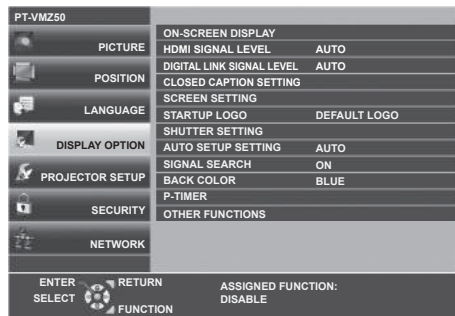 PT-VMZ50
PICTURE
POSITION
LANGUAGE
DISPLAY OPTION
PROJECTOR SETUP
SECURITY
NETWORK
ON-SCREEN DISPLAY
HDMI SIGNAL LEVEL AUTO
DIGITAL LINK SIGNAL LEVEL AUTO
CLOSED CAPTION SETTING
SCREEN SETTING
STARTUP LOGO DEFAULT LOGO
SHUTTER SETTING
AUTO SETUP SETTING AUTO
SIGNAL SEARCH ON
BACK COLOR BLUE
P-TIMER
OTHER FUNCTIONS
ENTER RETURN
SELECT
FUNCTION
ASSIGNED FUNCTION:
DISABLE